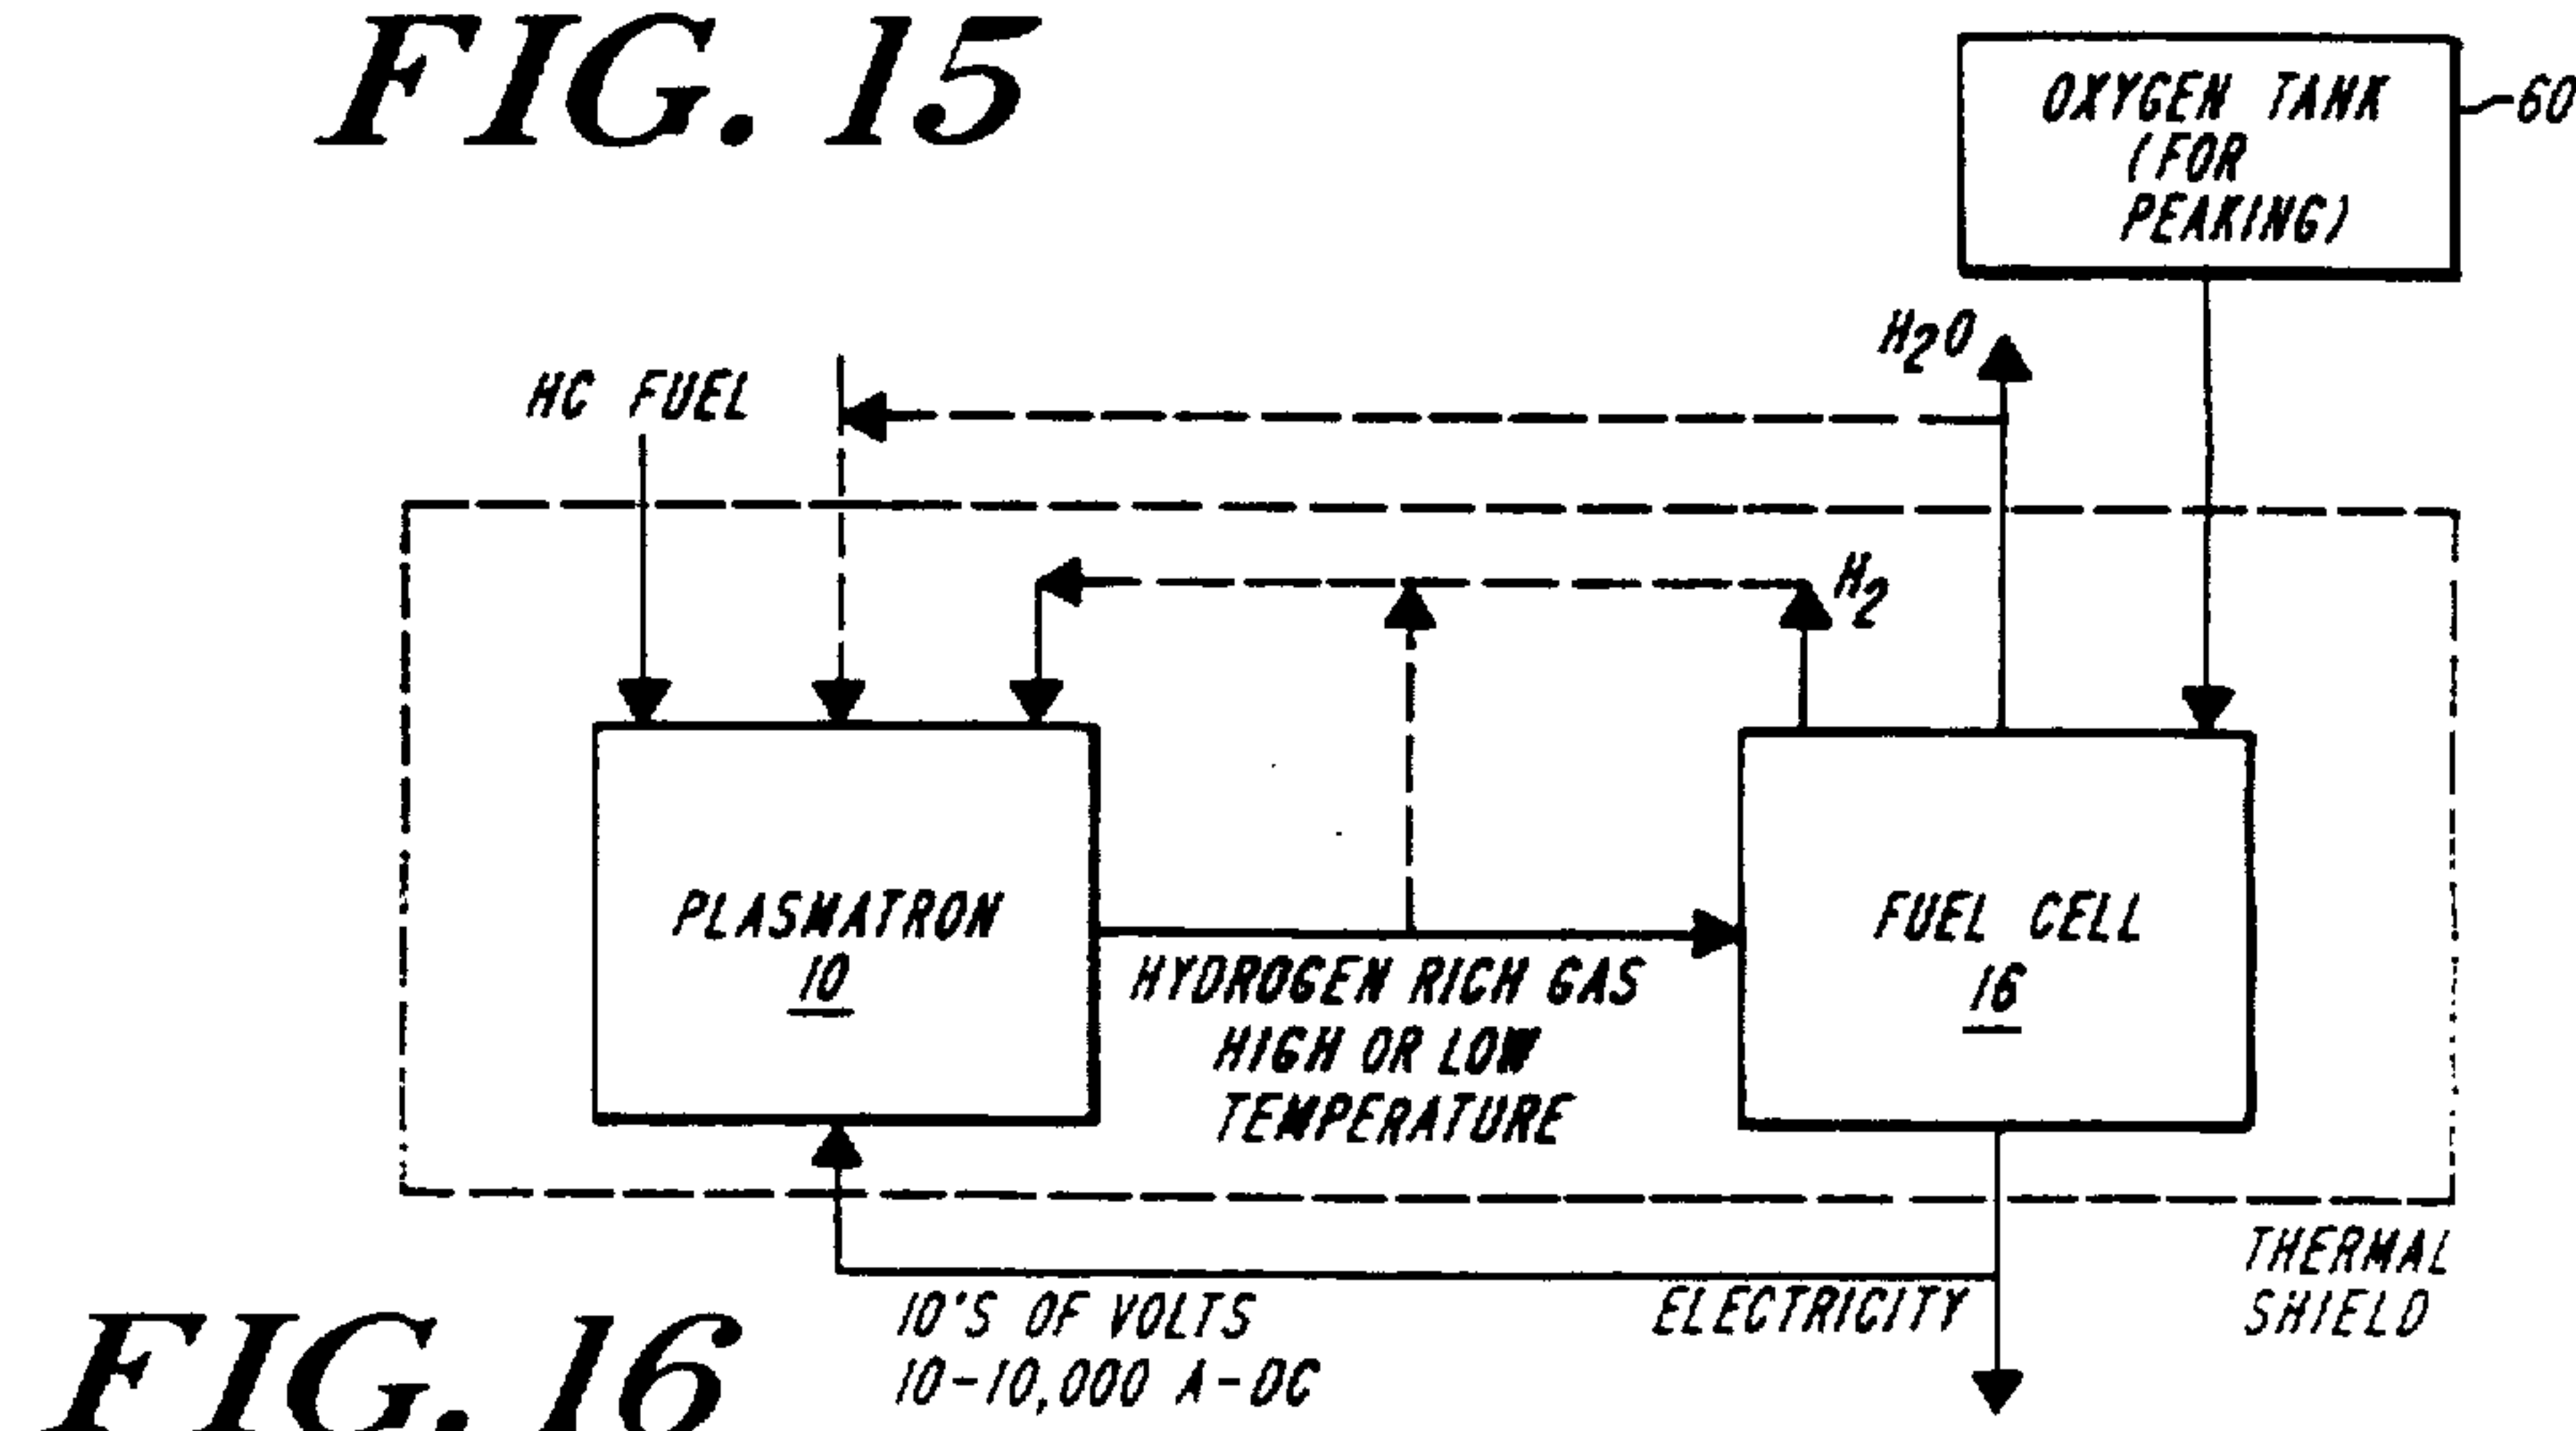 FIG. 15
OXYGEN TANK
(FOR
PEAKING)
60
H2O
HC FUEL
H2
PLASMATRON
10
FUEL CELL
16
HYDROGEN RICH GAS
HIGH OR LOW
TEMPERATURE
THERMAL
SHIELD
10'S OF VOLTS
10-10,000 A-DC
ELECTRICITY
FIG. 16